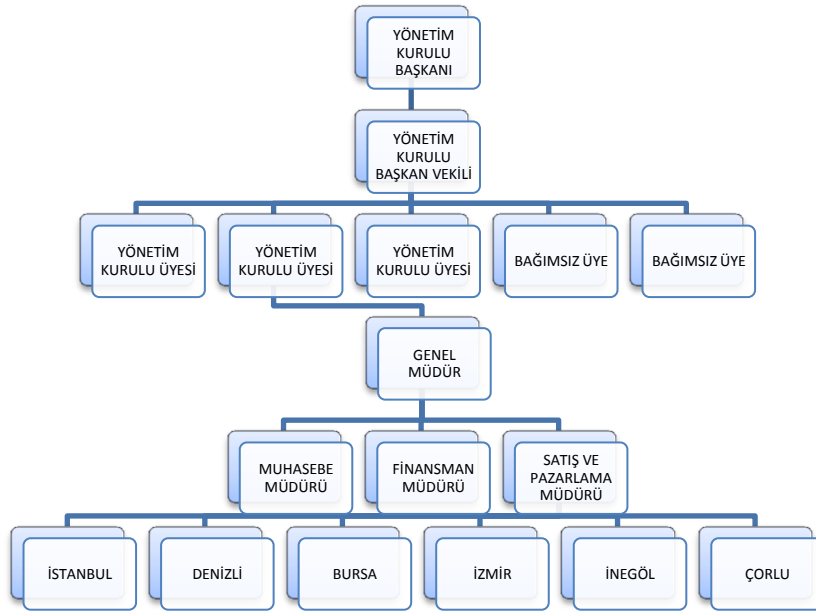 YÖNETİM
KURULU
BAŞKANI
YÖNETİM
KURULU
BAŞKAN VEKİLİ
YÖNETİM
KURULU ÜYESİ
YÖNETİM
KURULU ÜYESİ
YÖNETİM
KURULU ÜYESİ
BAĞIMSIZ ÜYE
BAĞIMSIZ ÜYE
GENEL
MÜDÜR
MUHASEBE
MÜDÜRÜ
FİNANSMAN
MÜDÜRÜ
SATIŞ VE
PAZARLAMA
MÜDÜRÜ
İSTANBUL
DENİZLİ
BURSA
İZMİR
İNEGÖL
ÇORLU